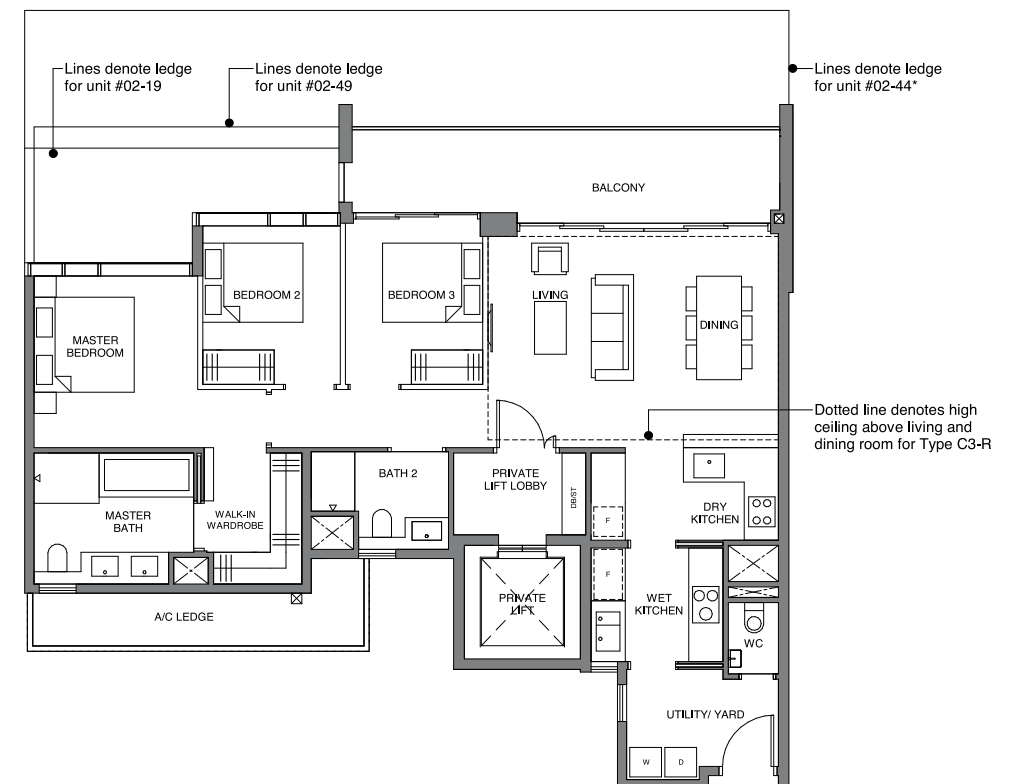 Lines denote ledge
for unit #02-19
Lines denote ledge
for unit #02-49
Lines denote ledge
for unit #02-44*
BALCONY
BEDROOM 2
BEDROOM 3
LIVING
DINING
MASTER
BEDROOM
Dotted line denotes high
ceiling above living and
dining room for Type C3-R
BATH 2
PRIVATE
LIFT LOBBY
DB/ST
MASTER
BATH
WALK-IN
WARDROBE
F
DRY
KITCHEN
F
PRIVATE
LIFT
WET
KITCHEN
A/C LEDGE
WC
UTILITY/ YARD
W
D